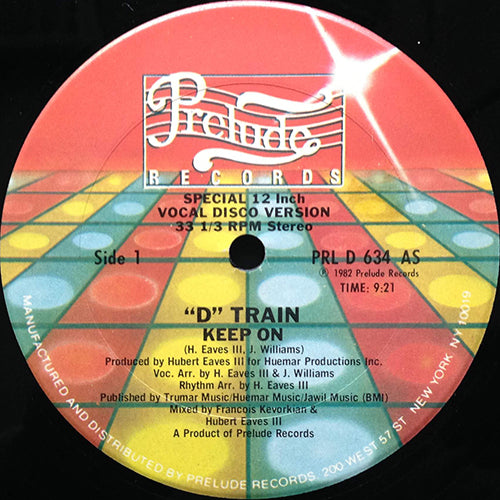 Prelude
RECORDS
SPECIAL 12 Inch
VOCAL DISCO VERSION
33 1/3 RPM Stereo
Side 1
PRL D 634 AS
℗ 1982 Prelude Records
TIME: 9:21
"D" TRAIN
KEEP ON
(H. Eaves III, J. Williams)
Produced by Hubert Eaves III for Huemar Productions Inc.
Voc. Arr. by H. Eaves III & J. Williams
Rhythm Arr. by H. Eaves III
Published by Trumar Music/Huemar Music/Jawil Music (BMI)
Mixed by Francois Kevorkian &
Hubert Eaves III
A Product of Prelude Records
MANUFACTURED AND DISTRIBUTED BY PRELUDE RECORDS, 200 WEST 57 ST. NEW YORK, NY 10019